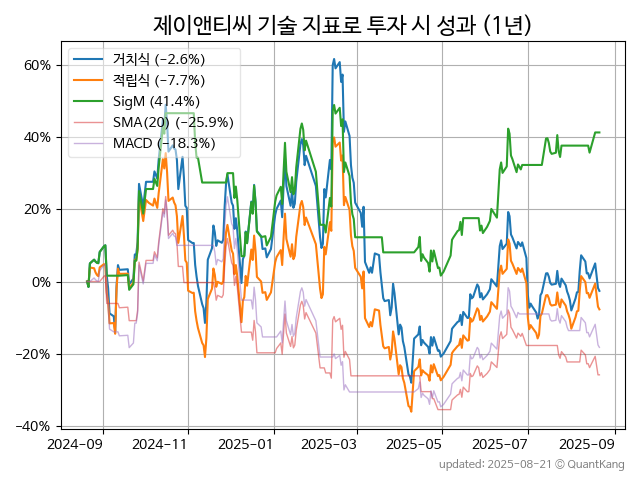 제이앤티씨 기술 지표로 투자 시 성과 (1년)
60%
40%
20%
0%
−20%
−40%
거치식 (−2.6%)
적립식 (−7.7%)
SigM (41.4%)
SMA(20) (−25.9%)
MACD (−18.3%)
2024-09 2024-11 2025-01 2025-03 2025-05 2025-07 2025-09
updated: 2025-08-21 © QuantKang